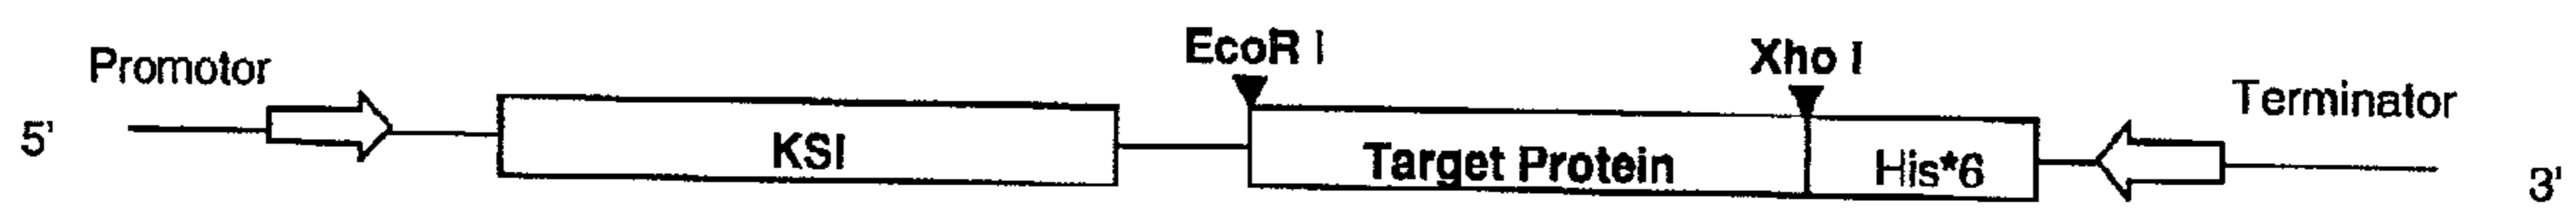 EcoR I
Xho I
Promotor
Terminator
5'
KSI
Target Protein
His*6
3'